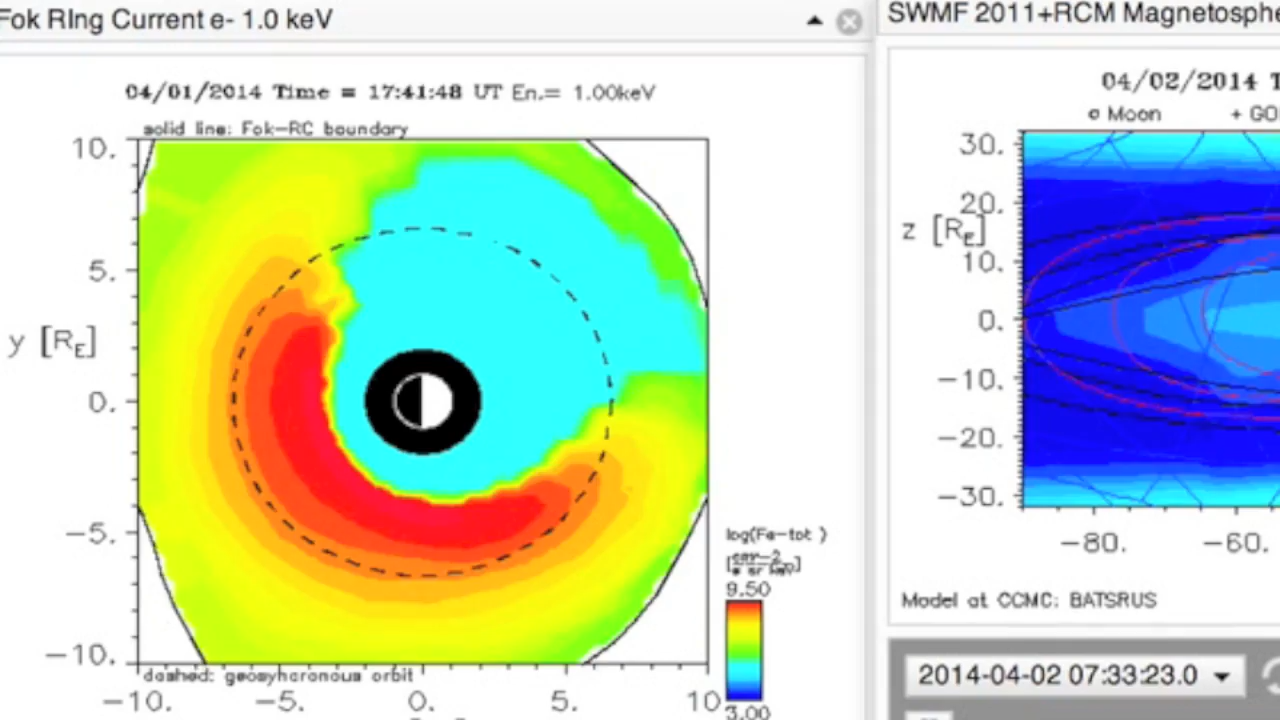 Fok RIng Current e- 1.0 keV
04/01/2014 Time = 17:41:48 UT En.= 1.00keV
solid line: Fok-RC boundary
10.
5.
y [RE]
0.
-5.
-10.
dashed: geosyhcronous orbit
-10.
-5.
0.
5.
10
log(Fe-tot )
9.50
3.00
SWMF 2011+RCM Magnetosphe
04/02/2014 T
Moon + GO
30.
20.
z [RE]
10.
0.
-10.
-20.
-30.
-80.
-60.
Model at CCMC: BATSRUS
2014-04-02 07:33:23.0